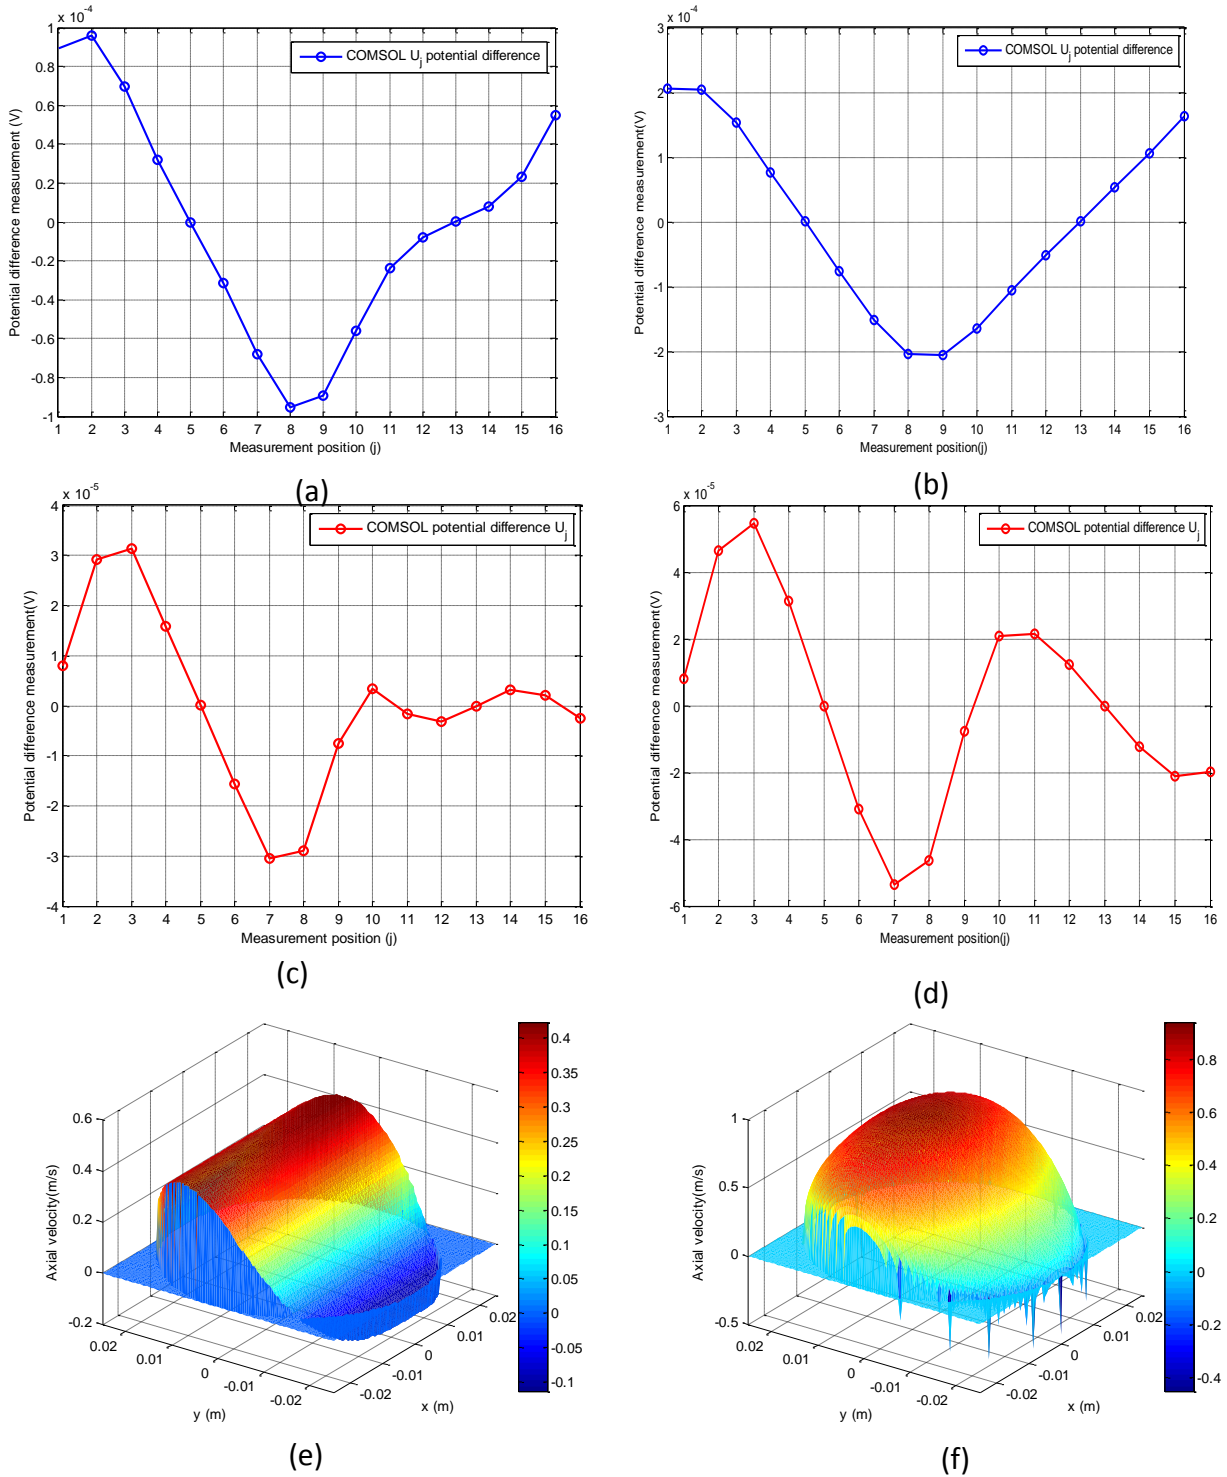 x 10^-4
COMSOL U_j potential difference
Potential difference measurement (V)
1
0.8
0.6
0.4
0.2
0
-0.2
-0.4
-0.6
-0.8
-1
1 2 3 4 5 6 7 8 9 10 11 12 13 14 15 16
Measurement position (j)
(a)
x 10^-4
COMSOL U_j potential difference
Potential difference measurement(V)
3
2
1
0
-1
-2
-3
1 2 3 4 5 6 7 8 9 10 11 12 13 14 15 16
Measurement position(j)
(b)
x 10^-5
COMSOL potential difference U_j
Potential difference measurement(V)
4
3
2
1
0
-1
-2
-3
-4
1 2 3 4 5 6 7 8 9 10 11 12 13 14 15 16
Measurement position (j)
(c)
x 10^-5
COMSOL potential difference U_j
Potential difference measurement(V)
6
4
2
0
-2
-4
-6
1 2 3 4 5 6 7 8 9 10 11 12 13 14 15 16
Measurement position(j)
(d)
Axial velocity(m/s)
0.6
0.4
0.2
0
-0.2
0.02
0.01
0
-0.01
-0.02
y (m)
-0.02
-0.01
0
0.01
0.02
x (m)
0.4
0.35
0.3
0.25
0.2
0.15
0.1
0.05
0
-0.05
-0.1
(e)
Axial velocity(m/s)
1
0.5
0
-0.5
0.02
0.01
0
-0.01
-0.02
y (m)
-0.02
-0.01
0
0.01
0.02
x (m)
0.8
0.6
0.4
0.2
0
-0.2
-0.4
(f)